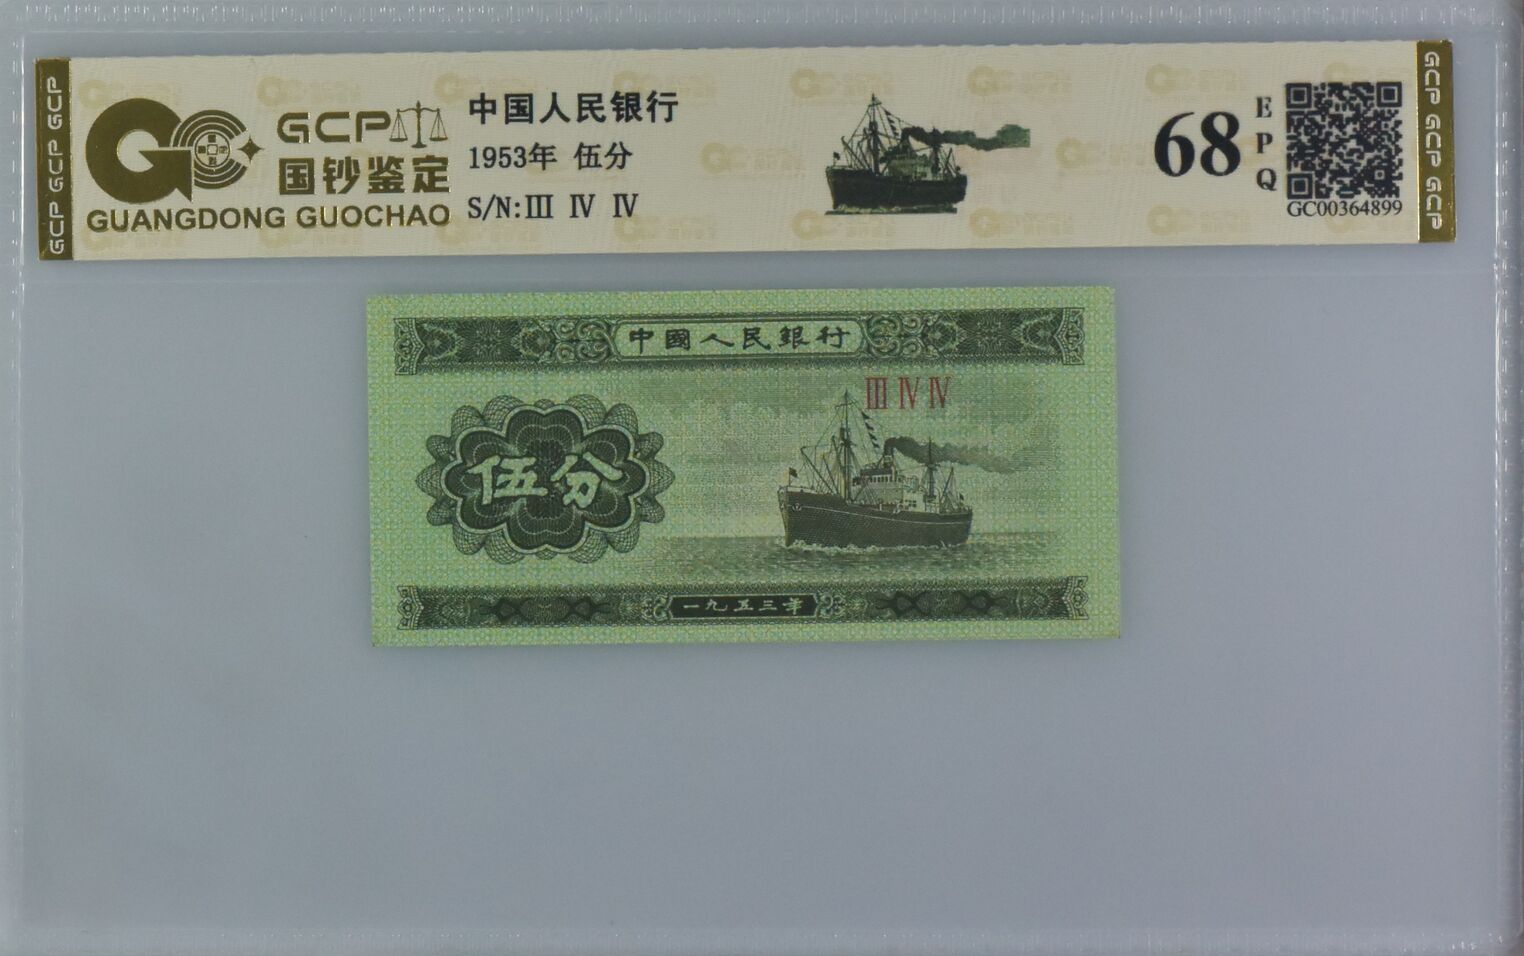 GCP GCP GCP
GCP
国钞鉴定
GUANGDONG GUOCHAO
中国人民银行
1953年 伍分
S/N:Ⅲ Ⅳ Ⅳ
68
EPQ
GC00364899
GCP GCP GCP
中國人民銀行
Ⅲ Ⅳ Ⅳ
伍分
一九五三年